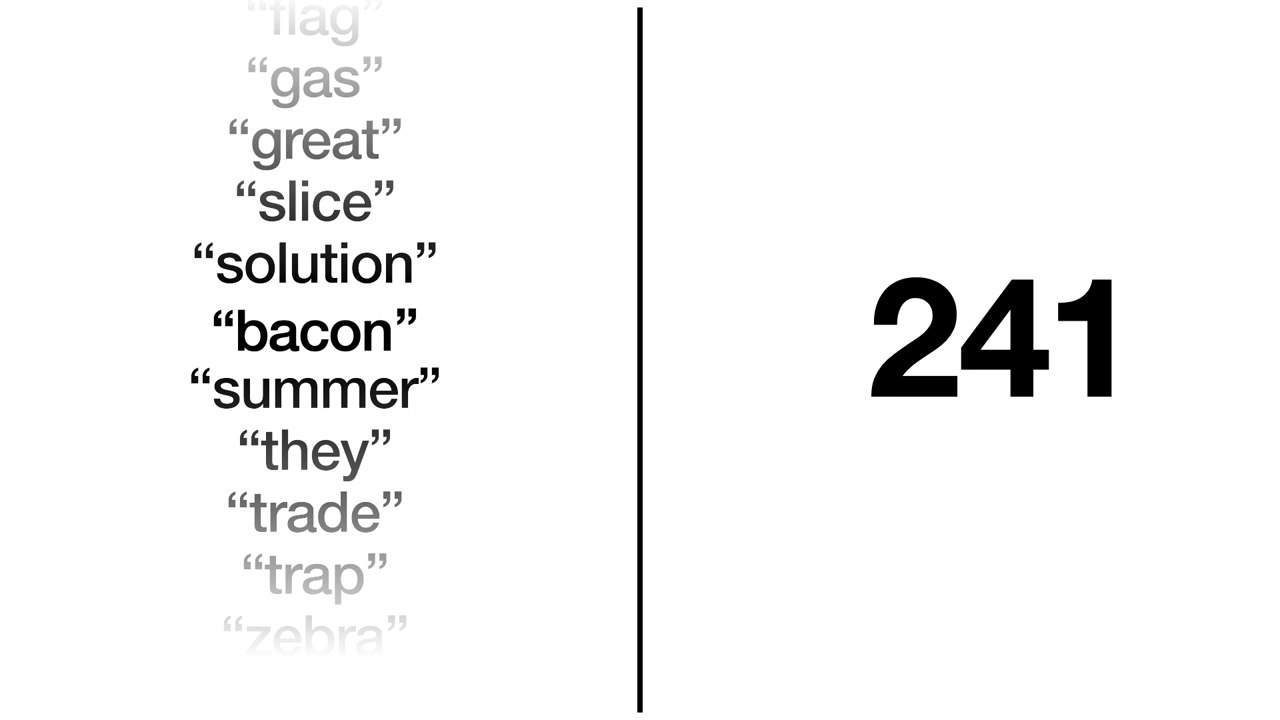 “flag”
“gas”
“great”
“slice”
“solution”
“bacon”
“summer”
“they”
“trade”
“trap”
“zebra”
241